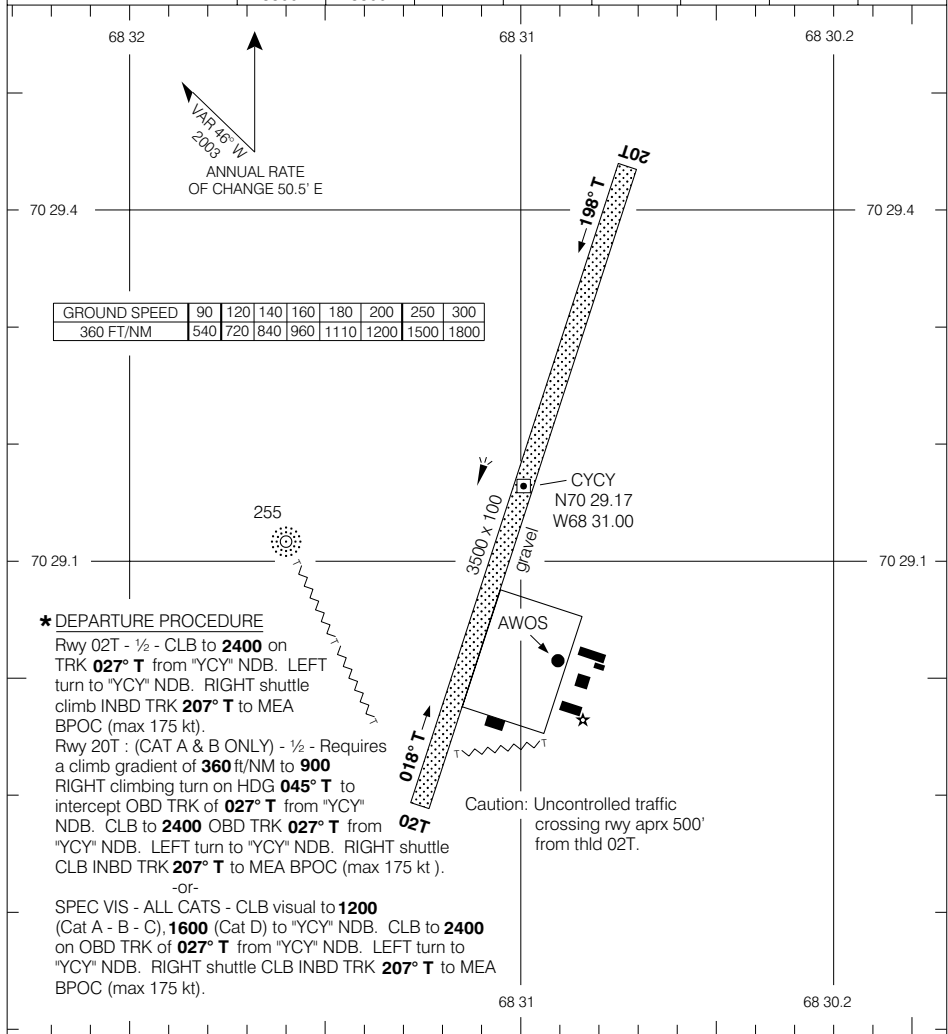 68 32 68 31 68 30.2
VAR 46° W
2003
ANNUAL RATE
OF CHANGE 50.5' E
20T
198° T
70 29.4 70 29.4
GROUND SPEED 90 120 140 160 180 200 250 300
360 FT/NM 540 720 840 960 1110 1200 1500 1800
CYCY
N70 29.17
W68 31.00
3500 x 100
gravel
255
70 29.1
AWOS
018° T
02T
Caution: Uncontrolled traffic
crossing rwy aprx 500'
from thld 02T.
* DEPARTURE PROCEDURE
Rwy 02T - ½ - CLB to 2400 on
TRK 027° T from "YCY" NDB. LEFT
turn to "YCY" NDB. RIGHT shuttle
climb INBD TRK 207° T to MEA
BPOC (max 175 kt).
Rwy 20T : (CAT A & B ONLY) - ½ - Requires
a climb gradient of 360 ft/NM to 900
RIGHT climbing turn on HDG 045° T to
intercept OBD TRK of 027° T from "YCY"
NDB. CLB to 2400 OBD TRK 027° T from
"YCY" NDB. LEFT turn to "YCY" NDB. RIGHT shuttle
CLB INBD TRK 207° T to MEA BPOC (max 175 kt ).
-or-
SPEC VIS - ALL CATS - CLB visual to 1200
(Cat A - B - C), 1600 (Cat D) to "YCY" NDB. CLB to 2400
on OBD TRK of 027° T from "YCY" NDB. LEFT turn to
"YCY" NDB. RIGHT shuttle CLB INBD TRK 207° T to MEA
BPOC (max 175 kt).
68 31 68 30.2